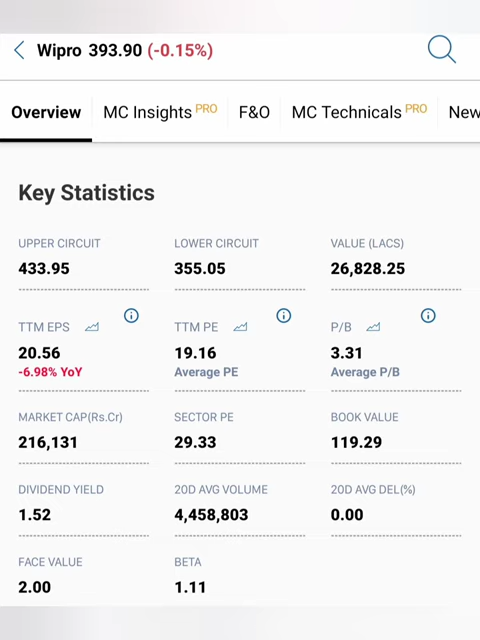 Wipro 393.90 (-0.15%)
Overview MC Insights PRO F&O MC Technicals PRO New
Key Statistics
UPPER CIRCUIT LOWER CIRCUIT VALUE (LACS)
433.95 355.05 26,828.25
TTM EPS TTM PE P/B
20.56 19.16 3.31
-6.98% YoY Average PE Average P/B
MARKET CAP(Rs.Cr) SECTOR PE BOOK VALUE
216,131 29.33 119.29
DIVIDEND YIELD 20D AVG VOLUME 20D AVG DEL(%)
1.52 4,458,803 0.00
FACE VALUE BETA
2.00 1.11